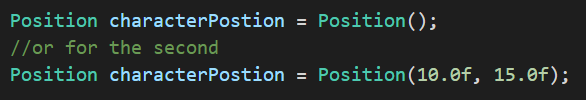 Position characterPostion = Position();
//or for the second
Position characterPostion = Position(10.0f, 15.0f);